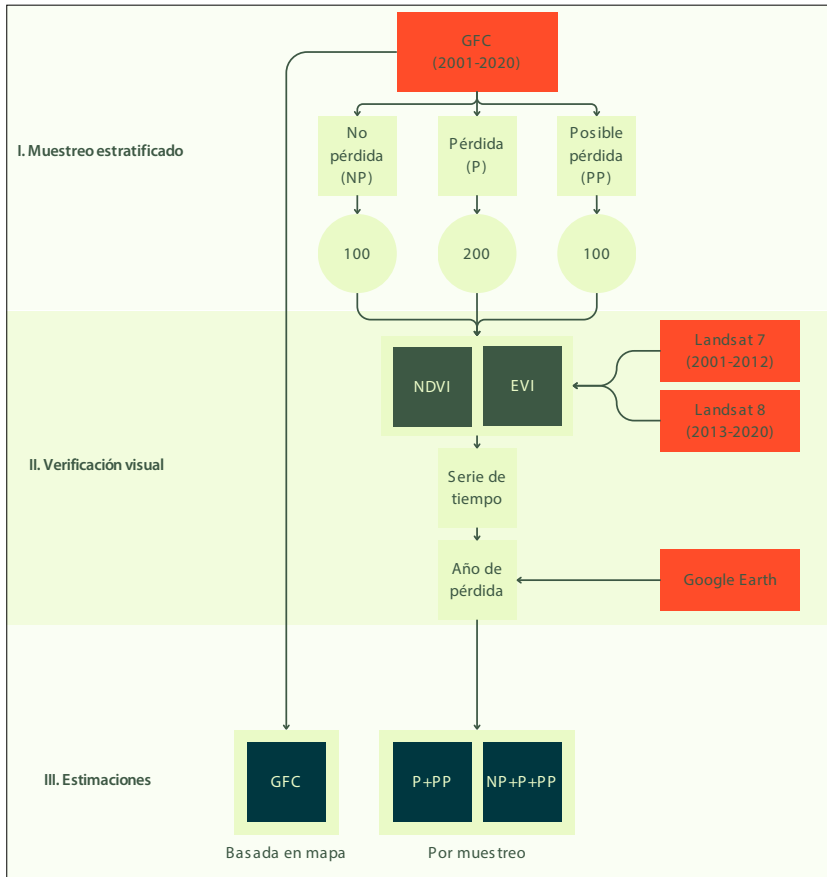 GFC
(2001-2020)
I. Muestreo estratificado
No
pérdida
(NP)
Pérdida
(P)
Posible
pérdida
(PP)
100
200
100
NDVI
EVI
Landsat 7
(2001-2012)
Landsat 8
(2013-2020)
II. Verificación visual
Serie de
tiempo
Año de
pérdida
Google Earth
III. Estimaciones
GFC
P+PP
NP+P+PP
Basada en mapa
Por muestreo